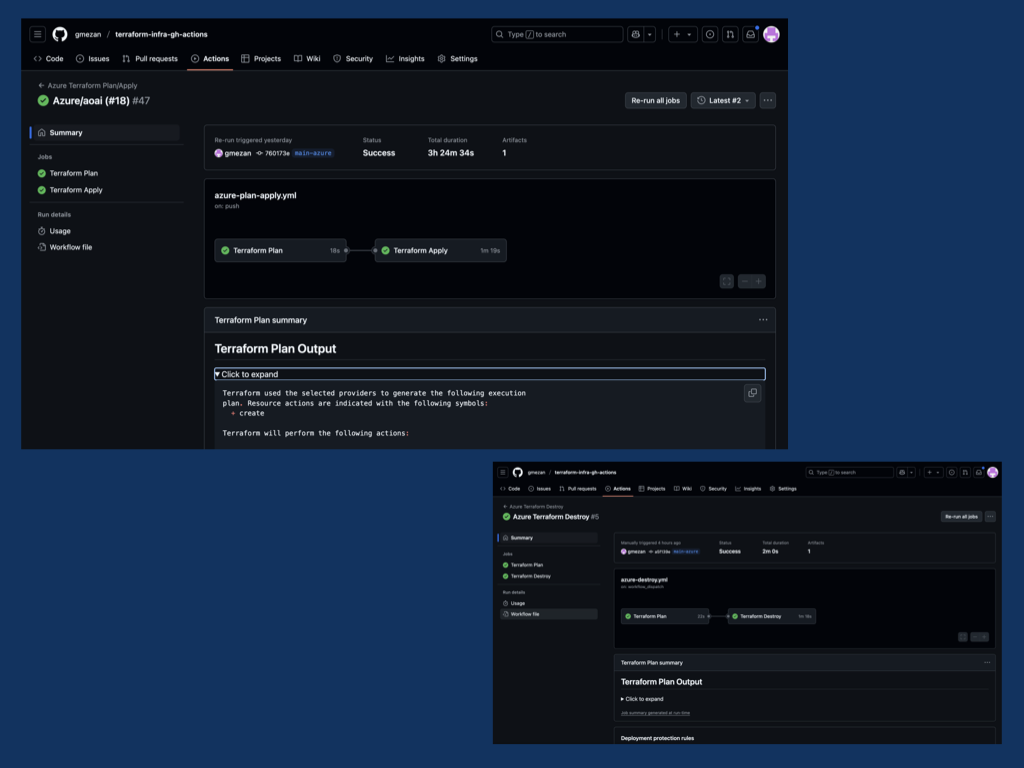 gmezan / terraform-infra-gh-actions
Type / to search
Code Issues Pull requests Actions Projects Wiki Security Insights Settings
Azure Terraform Plan/Apply
Azure/aoai (#18) #47
Re-run all jobs
Latest #2
Summary
Jobs
Terraform Plan
Terraform Apply
Run details
Usage
Workflow file
Re-run triggered yesterday
gmezan 760173e main-azure
Status
Success
Total duration
3h 24m 34s
Artifacts
1
azure-plan-apply.yml
on: push
Terraform Plan 18s
Terraform Apply 1m 19s
Terraform Plan summary
Terraform Plan Output
Click to expand
Terraform used the selected providers to generate the following execution
plan. Resource actions are indicated with the following symbols:
+ create
Terraform will perform the following actions:
gmezan / terraform-infra-gh-actions
Type / to search
Code Issues Pull requests Actions Projects Wiki Security Insights Settings
Azure Terraform Destroy
Azure Terraform Destroy #5
Re-run all jobs
Summary
Jobs
Terraform Plan
Terraform Destroy
Run details
Usage
Workflow file
Manually triggered 4 hours ago
gmezan main-azure
Status
Success
Total duration
2m 0s
Artifacts
1
azure-destroy.yml
on: workflow_dispatch
Terraform Plan
Terraform Destroy
Terraform Plan summary
Terraform Plan Output
Click to expand
Job summary generated at run-time
Deployment protection rules